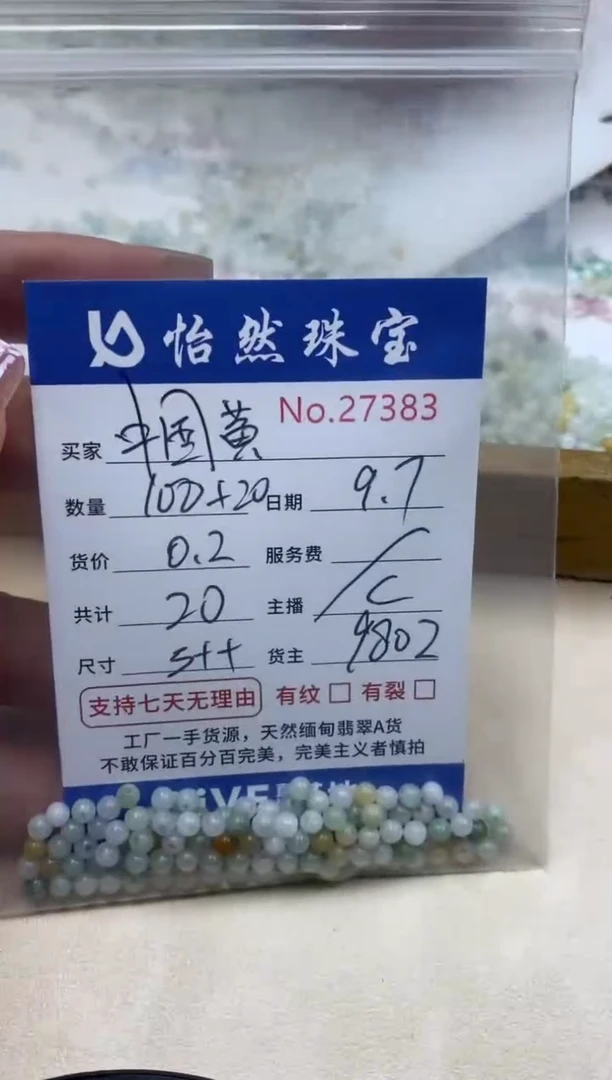 怡然珠宝
No.27383
买家 中国黄
数量 100+20 日期 9.7
货价 0.2 服务费 /
共计 20 主播 C
尺寸 5++ 货主 9802
支持七天无理由 有纹 □ 有裂 □
工厂一手货源，天然缅甸翡翠A货
不敢保证百分百完美，完美主义者慎拍